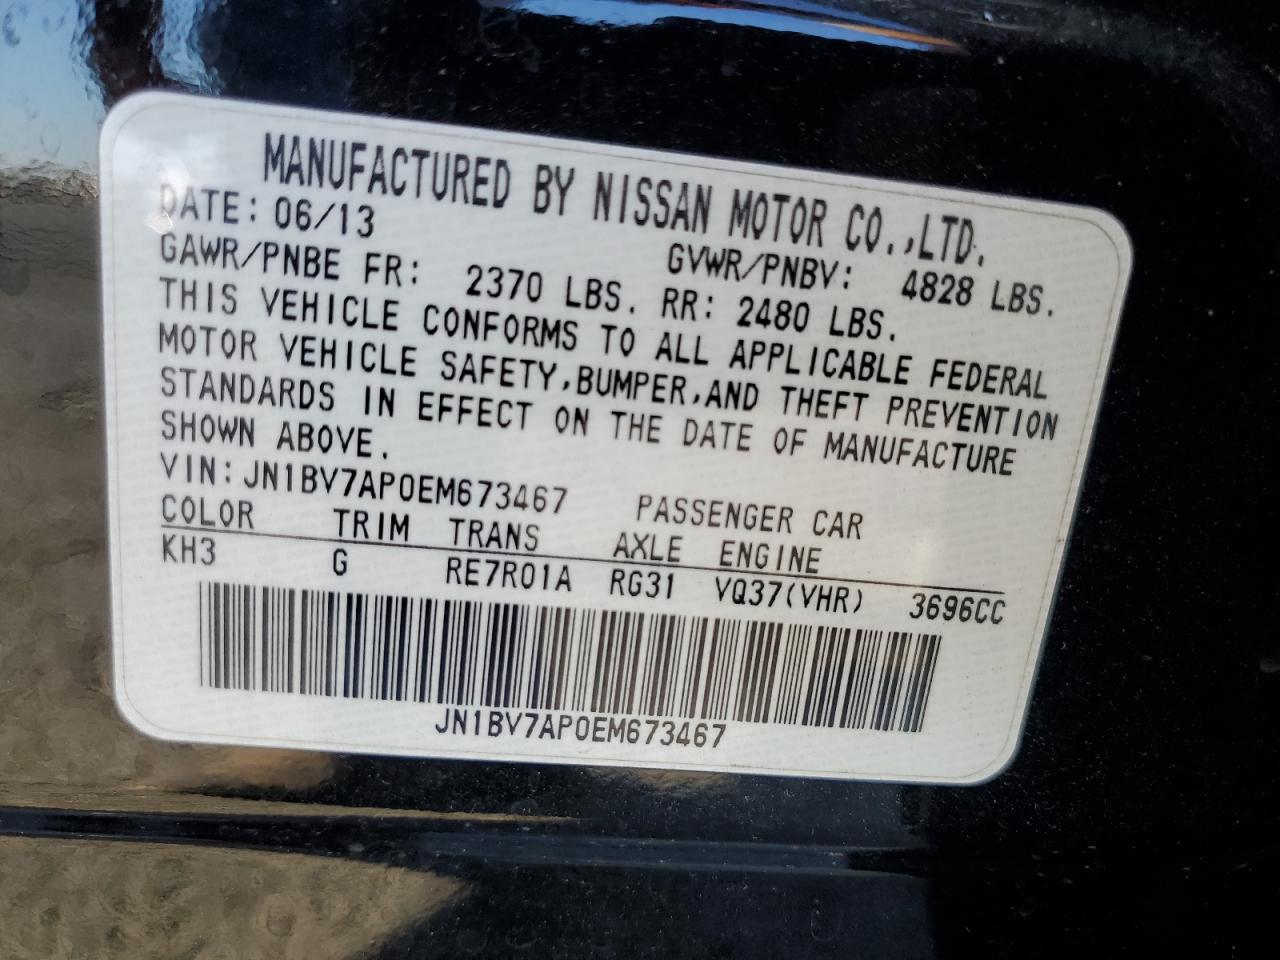 MANUFACTURED BY NISSAN MOTOR CO.,LTD.
DATE: 06/13 GVWR/PNBV: 4828 LBS.
GAWR/PNBE FR: 2370 LBS. RR: 2480 LBS.
THIS VEHICLE CONFORMS TO ALL APPLICABLE FEDERAL
MOTOR VEHICLE SAFETY,BUMPER,AND THEFT PREVENTION
STANDARDS IN EFFECT ON THE DATE OF MANUFACTURE
SHOWN ABOVE.
VIN:JN1BV7AP0EM673467 PASSENGER CAR
COLOR TRIM TRANS AXLE ENGINE
KH3 G RE7R01A RG31 VQ37(VHR) 3696CC
JN1BV7AP0EM673467